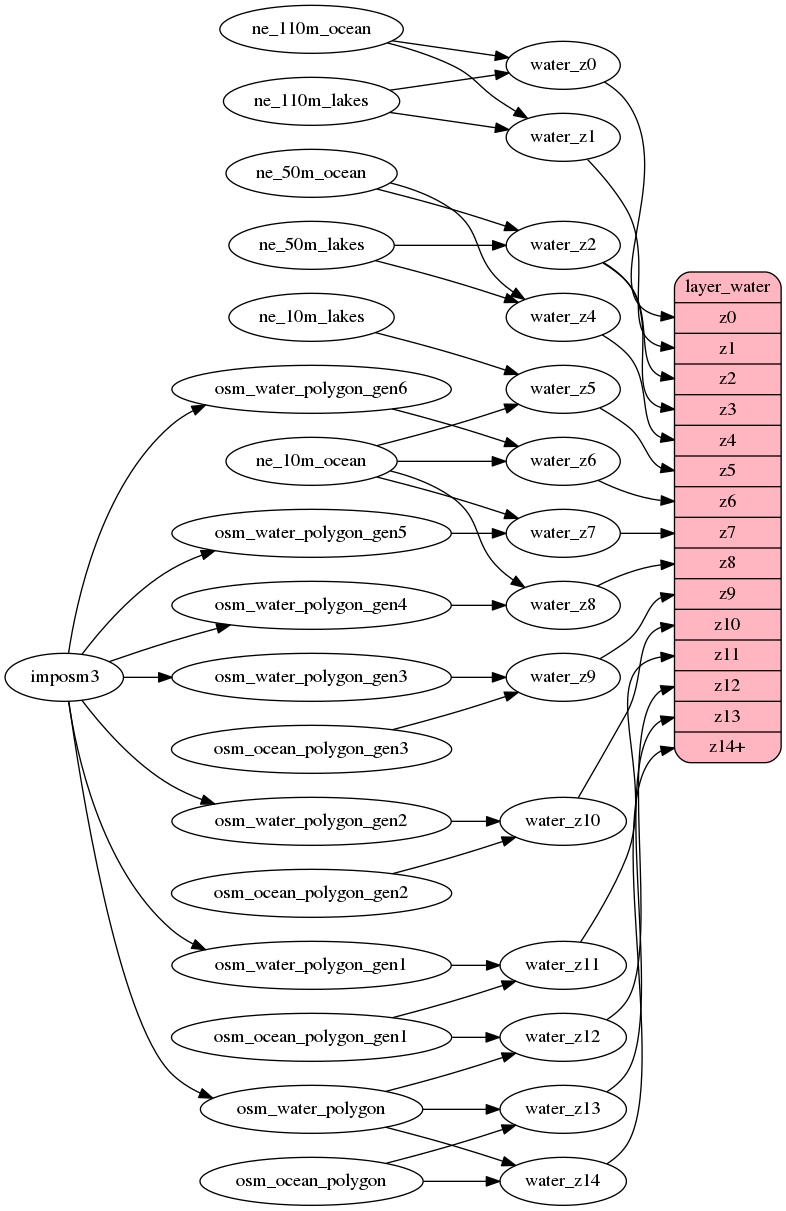 ne_110m_ocean
water_z0
ne_110m_lakes
water_z1
ne_50m_ocean
ne_50m_lakes
water_z2
ne_10m_lakes
water_z4
osm_water_polygon_gen6
water_z5
ne_10m_ocean
water_z6
osm_water_polygon_gen5
water_z7
osm_water_polygon_gen4
water_z8
imposm3
osm_water_polygon_gen3
water_z9
osm_ocean_polygon_gen3
osm_water_polygon_gen2
water_z10
osm_ocean_polygon_gen2
osm_water_polygon_gen1
water_z11
osm_ocean_polygon_gen1
water_z12
osm_water_polygon
water_z13
osm_ocean_polygon
water_z14
layer_water
z0
z1
z2
z3
z4
z5
z6
z7
z8
z9
z10
z11
z12
z13
z14+